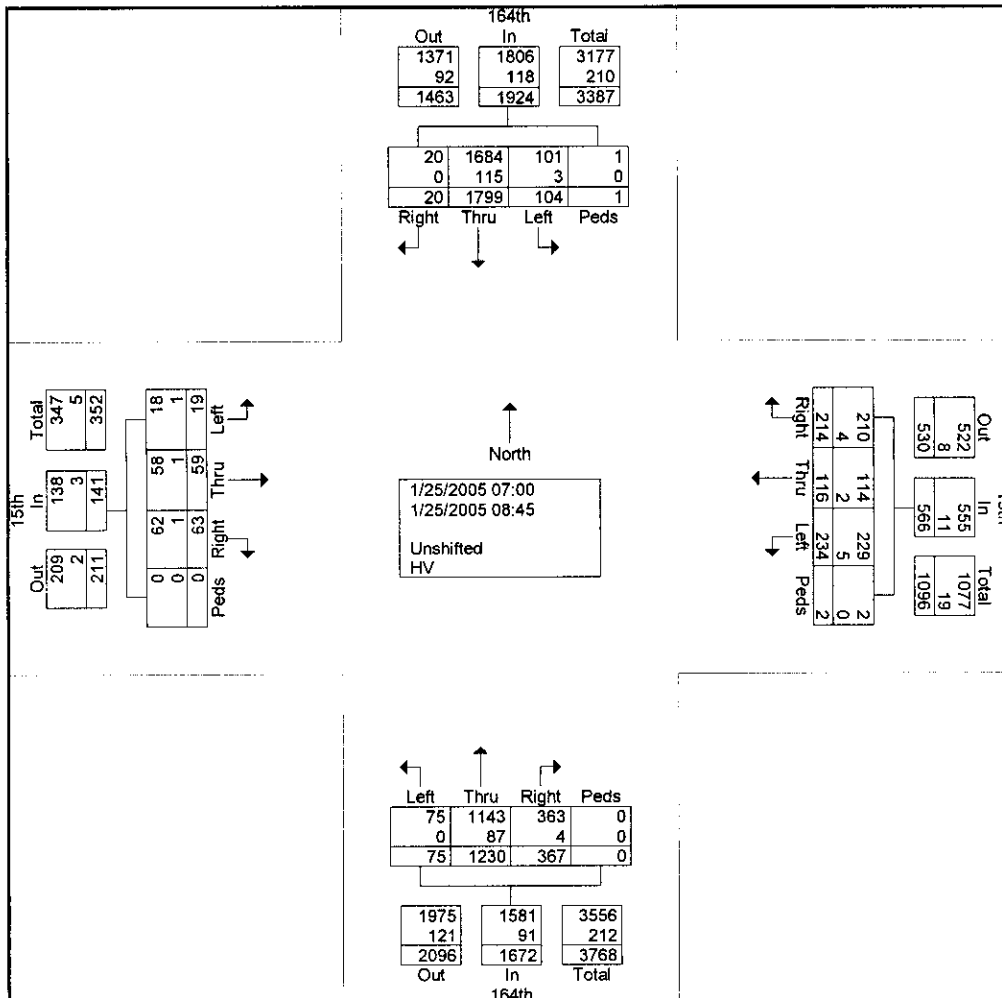 164th
Out In Total
1371 1806 3177
92 118 210
1463 1924 3387
20 1684 101 1
0 115 3 0
20 1799 104 1
Right Thru Left Peds
Total
347 5 352
In
138 3 141
Out
209 2 211
15th
18 1 19
Left
58 1 59
Thru
62 1 63
Right
0 0 0
Peds
North
1/25/2005 07:00
1/25/2005 08:45
Unshifted
HV
Right
210
4
214
Thru
114
2
116
Left
229
5
234
Peds
2
0
2
Out
522
8
530
In
555
11
566
Total
1077
19
1096
Left Thru Right Peds
75 1143 363 0
0 87 4 0
75 1230 367 0
1975 1581 3556
121 91 212
2096 1672 3768
Out In Total
164th